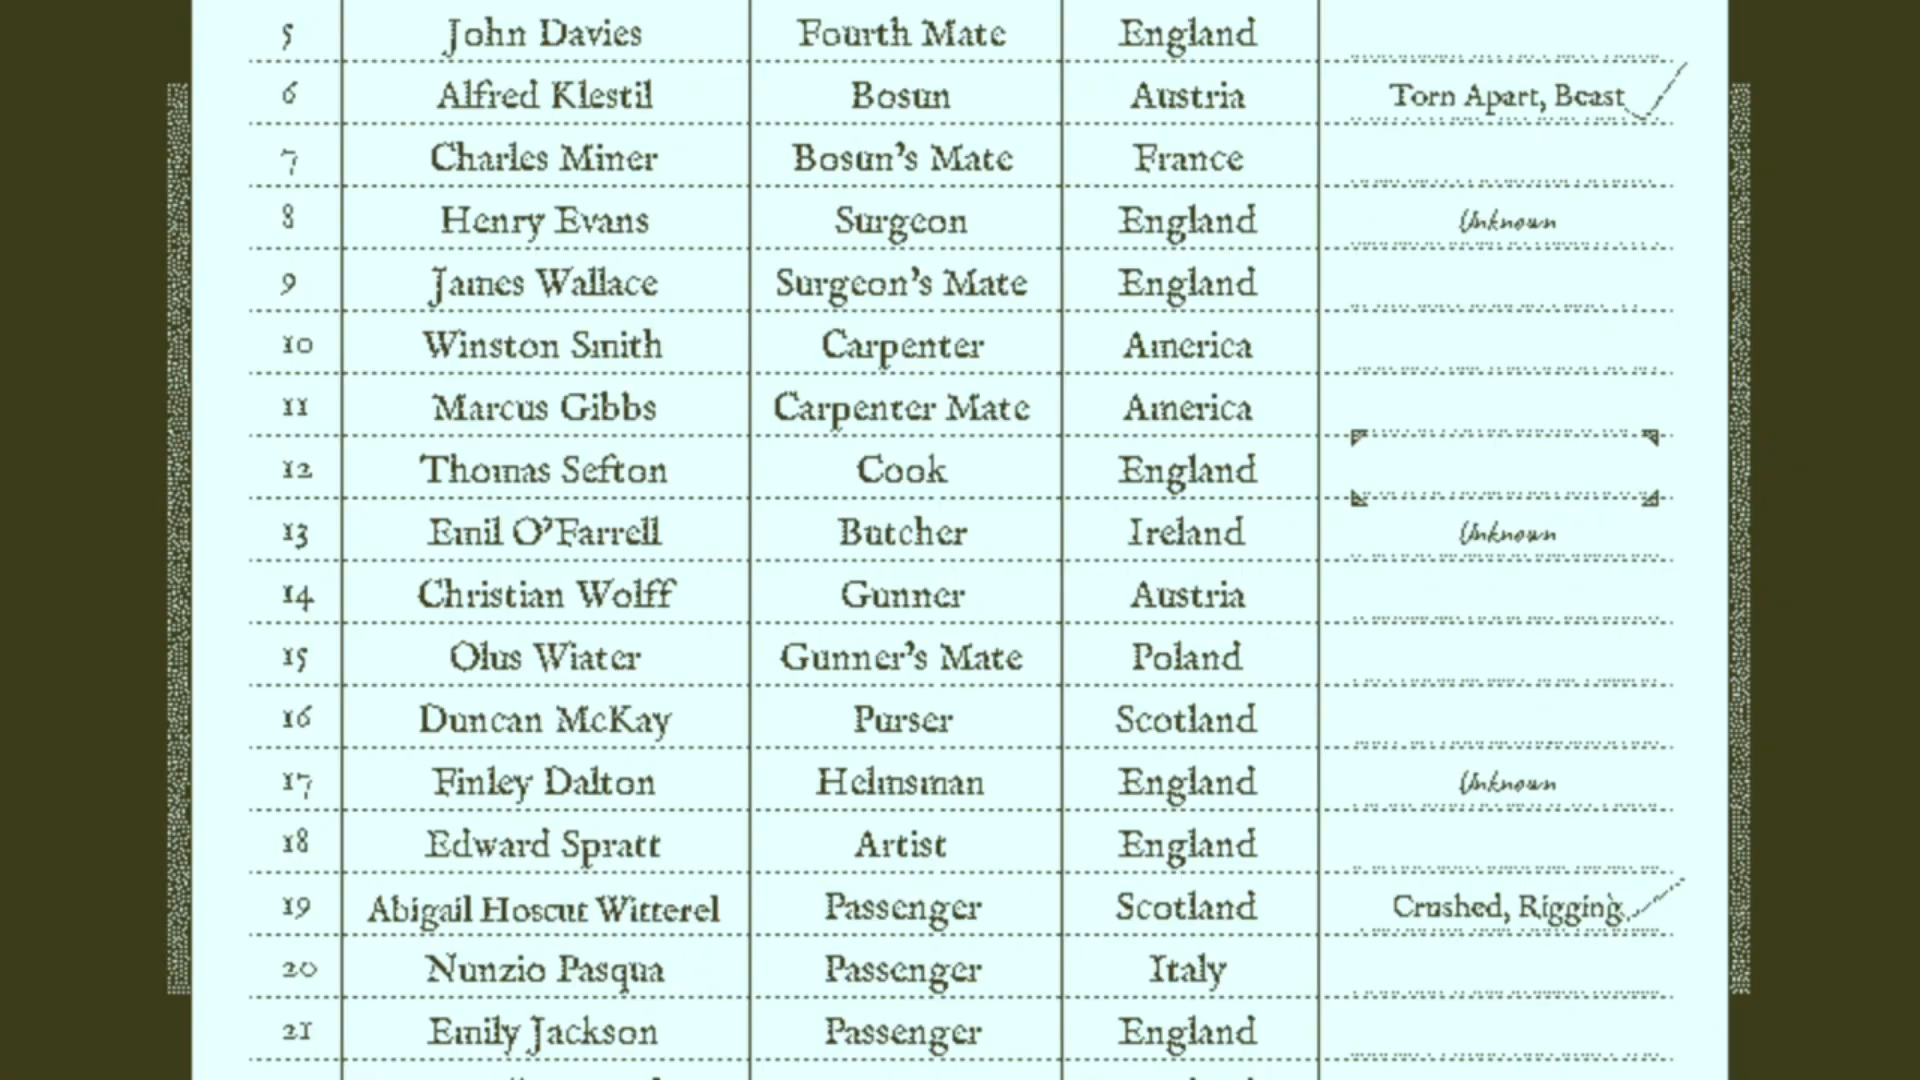 5 John Davies Fourth Mate England
6 Alfred Klestil Bosun Austria Torn Apart, Beast
7 Charles Miner Bosun's Mate France
8 Henry Evans Surgeon England Unknown
9 James Wallace Surgeon's Mate England
10 Winston Smith Carpenter America
11 Marcus Gibbs Carpenter Mate America
12 Thomas Sefton Cook England
13 Emil O'Farrell Butcher Ireland Unknown
14 Christian Wolff Gunner Austria
15 Olus Wiater Gunner's Mate Poland
16 Duncan McKay Purser Scotland
17 Finley Dalton Helmsman England Unknown
18 Edward Spratt Artist England
19 Abigail Hoscut Witterel Passenger Scotland Crushed, Rigging
20 Nunzio Pasqua Passenger Italy
21 Emily Jackson Passenger England